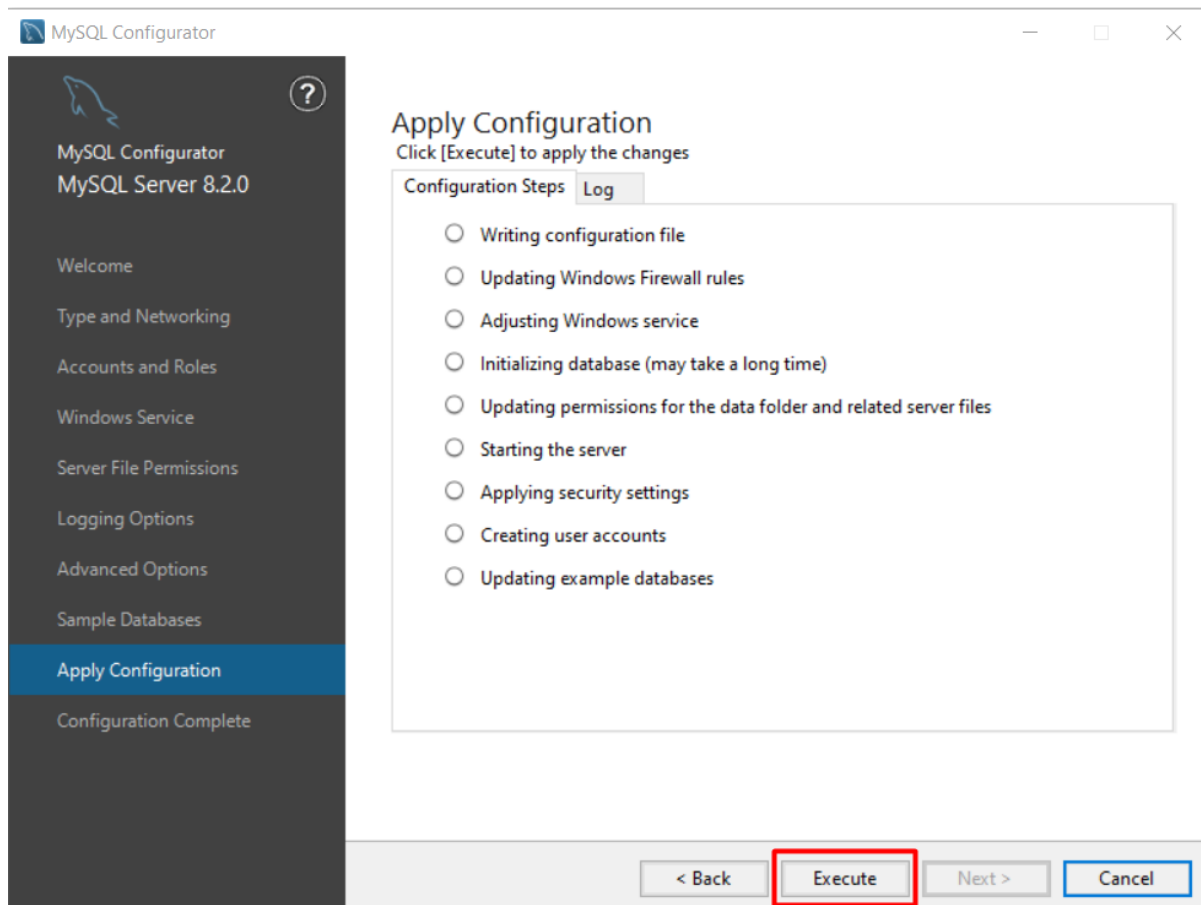 MySQL Configurator
?
MySQL Configurator
MySQL Server 8.2.0
Welcome
Type and Networking
Accounts and Roles
Windows Service
Server File Permissions
Logging Options
Advanced Options
Sample Databases
Apply Configuration
Configuration Complete
Apply Configuration
Click [Execute] to apply the changes
Configuration Steps Log
Writing configuration file
Updating Windows Firewall rules
Adjusting Windows service
Initializing database (may take a long time)
Updating permissions for the data folder and related server files
Starting the server
Applying security settings
Creating user accounts
Updating example databases
< Back Execute Next > Cancel